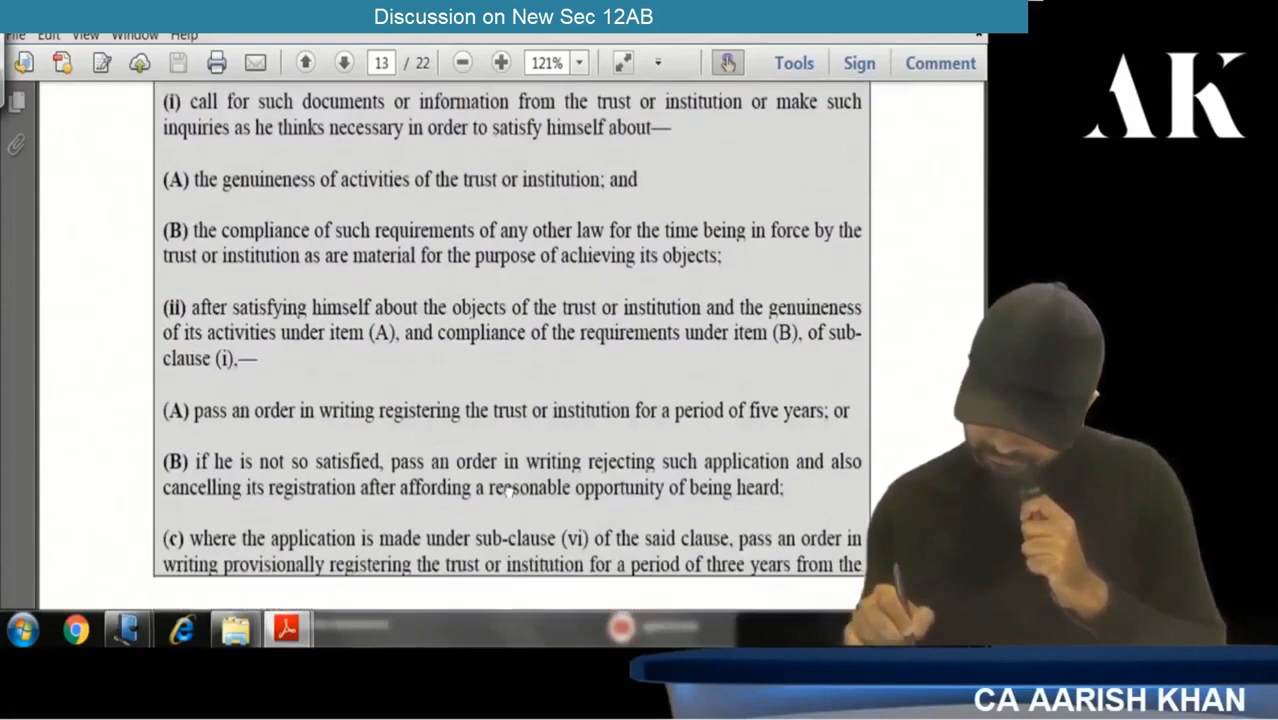 Discussion on New Sec 12AB
File Edit View Window Help
13 / 22 121% Tools Sign Comment
AK
(i) call for such documents or information from the trust or institution or make such
inquiries as he thinks necessary in order to satisfy himself about—
(A) the genuineness of activities of the trust or institution; and
(B) the compliance of such requirements of any other law for the time being in force by the
trust or institution as are material for the purpose of achieving its objects;
(ii) after satisfying himself about the objects of the trust or institution and the genuineness
of its activities under item (A), and compliance of the requirements under item (B), of sub-
clause (i),—
(A) pass an order in writing registering the trust or institution for a period of five years; or
(B) if he is not so satisfied, pass an order in writing rejecting such application and also
cancelling its registration after affording a reasonable opportunity of being heard;
(c) where the application is made under sub-clause (vi) of the said clause, pass an order in
writing provisionally registering the trust or institution for a period of three years from the
CA AARISH KHAN